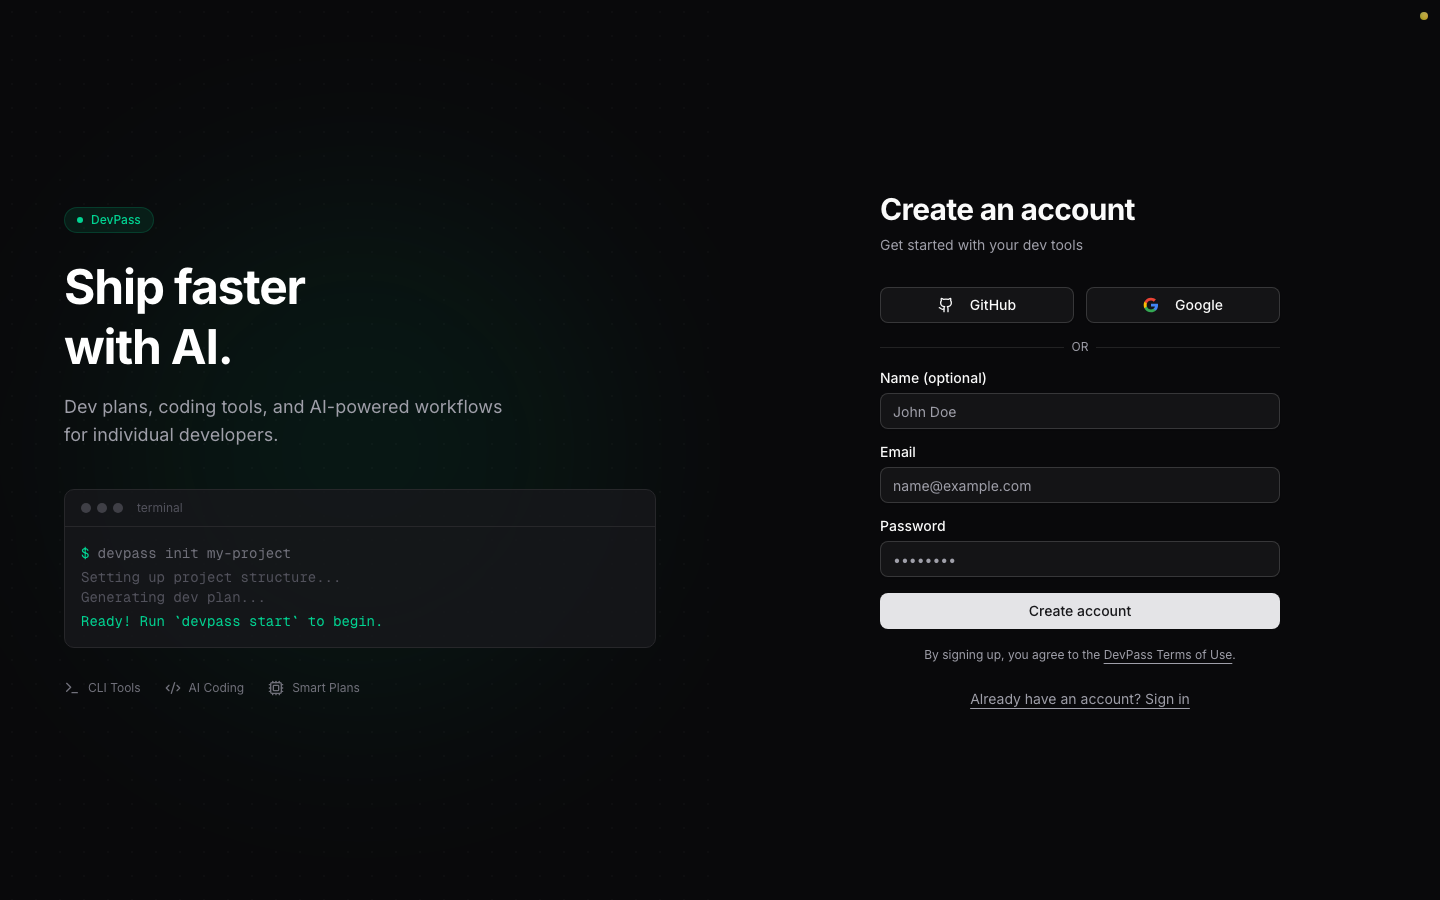 DevPass
Ship faster
with AI.
Dev plans, coding tools, and AI-powered workflows
for individual developers.
terminal
$ devpass init my-project
Setting up project structure...
Generating dev plan...
Ready! Run `devpass start` to begin.
CLI Tools
AI Coding
Smart Plans
Create an account
Get started with your dev tools
GitHub
Google
OR
Name (optional)
John Doe
Email
name@example.com
Password
••••••••
Create account
By signing up, you agree to the DevPass Terms of Use.
Already have an account? Sign in